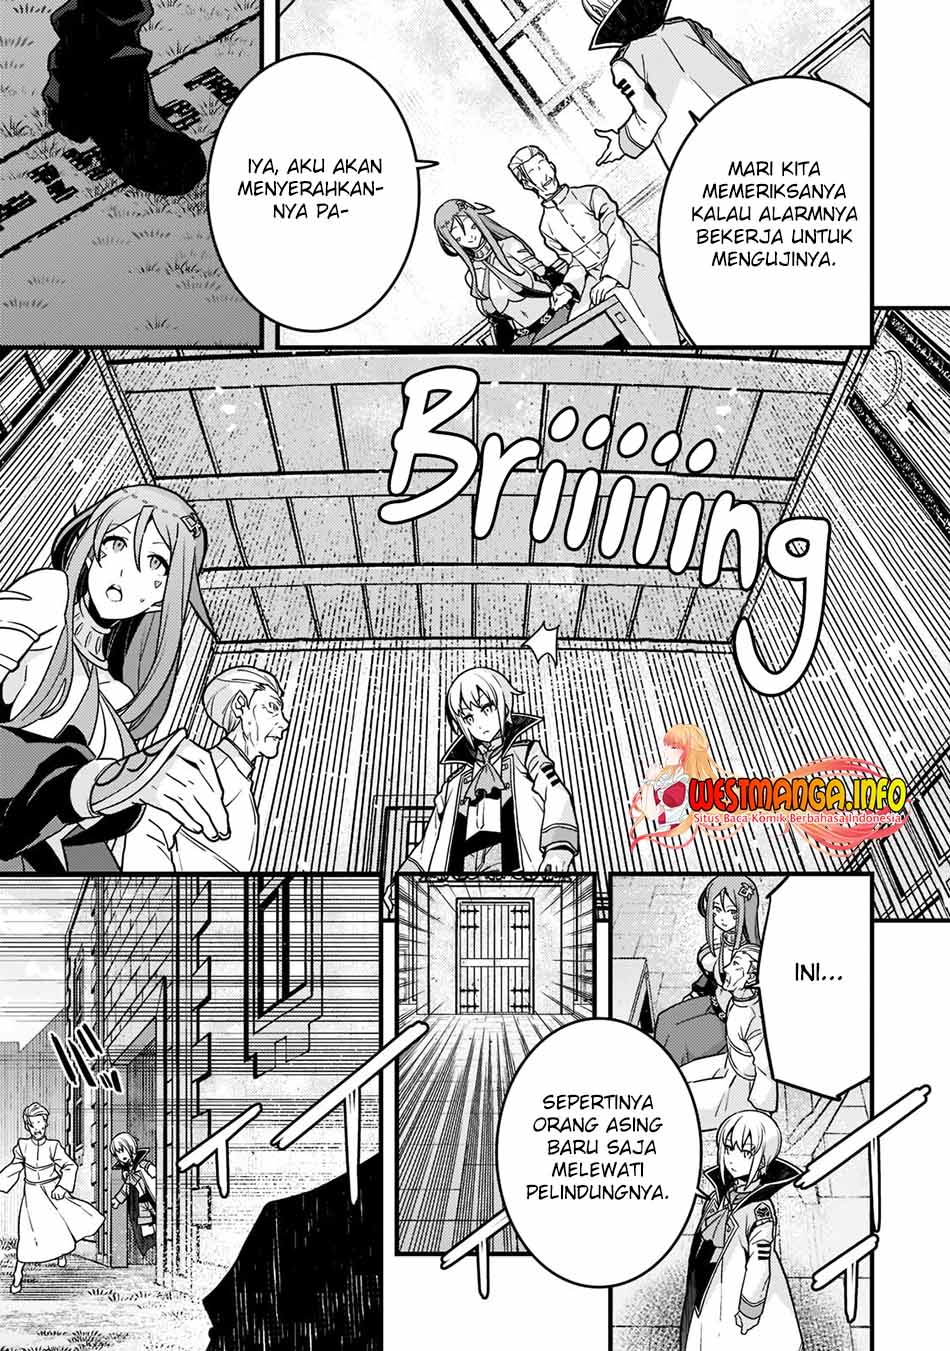 MARI KITA
MEMERIKSANYA
KALAU ALARMNYA
BEKERJA UNTUK
MENGUJINYA.
IYA, AKU AKAN
MENYERAHKAN-
NYA PA-
Briiiiiing
WESTMANGA.INFO
Situs Baca Komik Berbahasa Indonesia
INI...
SEPERTINYA
ORANG ASING
BARU SAJA
MELEWATI
PELINDUNGNYA.